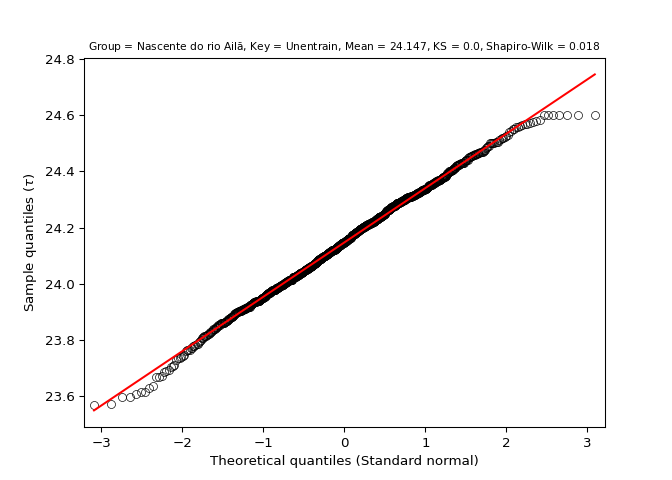 Group = Nascente do rio Ailã, Key = Unentrain, Mean = 24.147, KS = 0.0, Shapiro-Wilk = 0.018
24.8
24.6
24.4
24.2
24.0
23.8
23.6
Sample quantiles (τ)
−3 −2 −1 0 1 2 3
Theoretical quantiles (Standard normal)